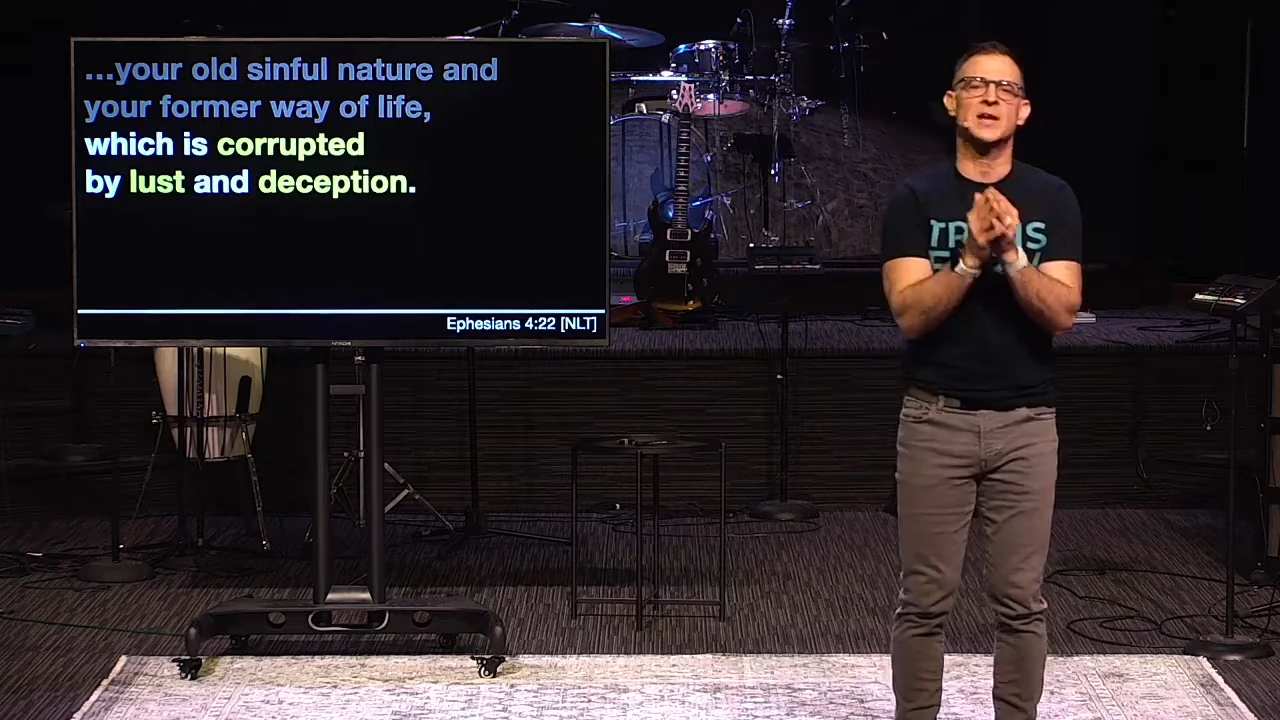 ...your old sinful nature and
your former way of life,
which is corrupted
by lust and deception.
Ephesians 4:22 [NLT]
HITACHI